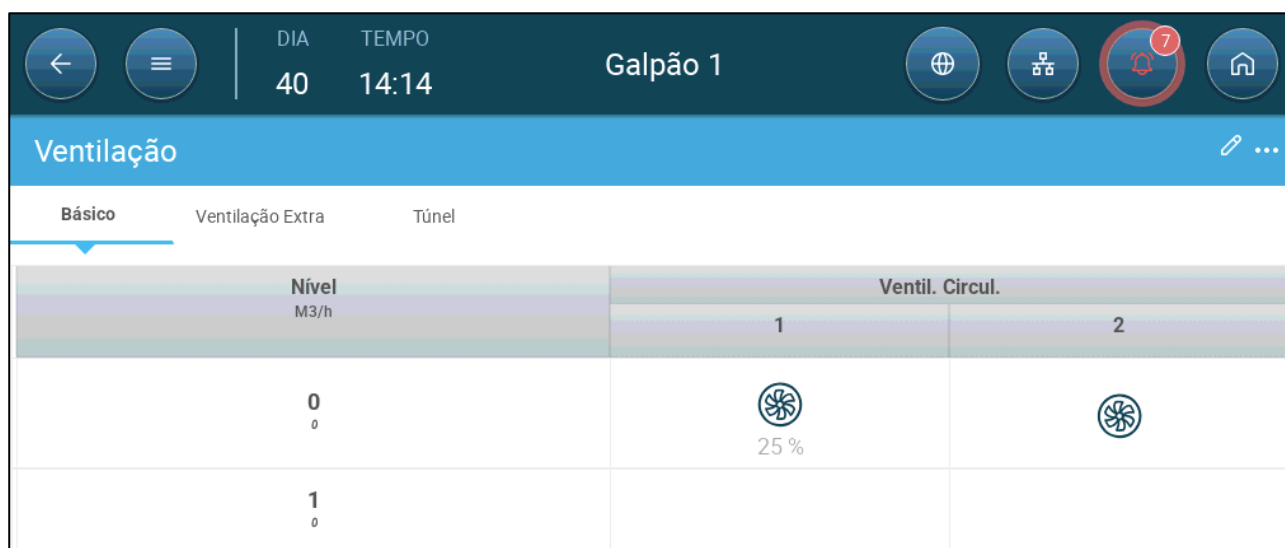 DIA TEMPO
40 14:14
Galpão 1
7
Ventilação
Básico Ventilação Extra Túnel
Nível Ventil. Circul.
M3/h
1 2
0
0
25 %
1
0